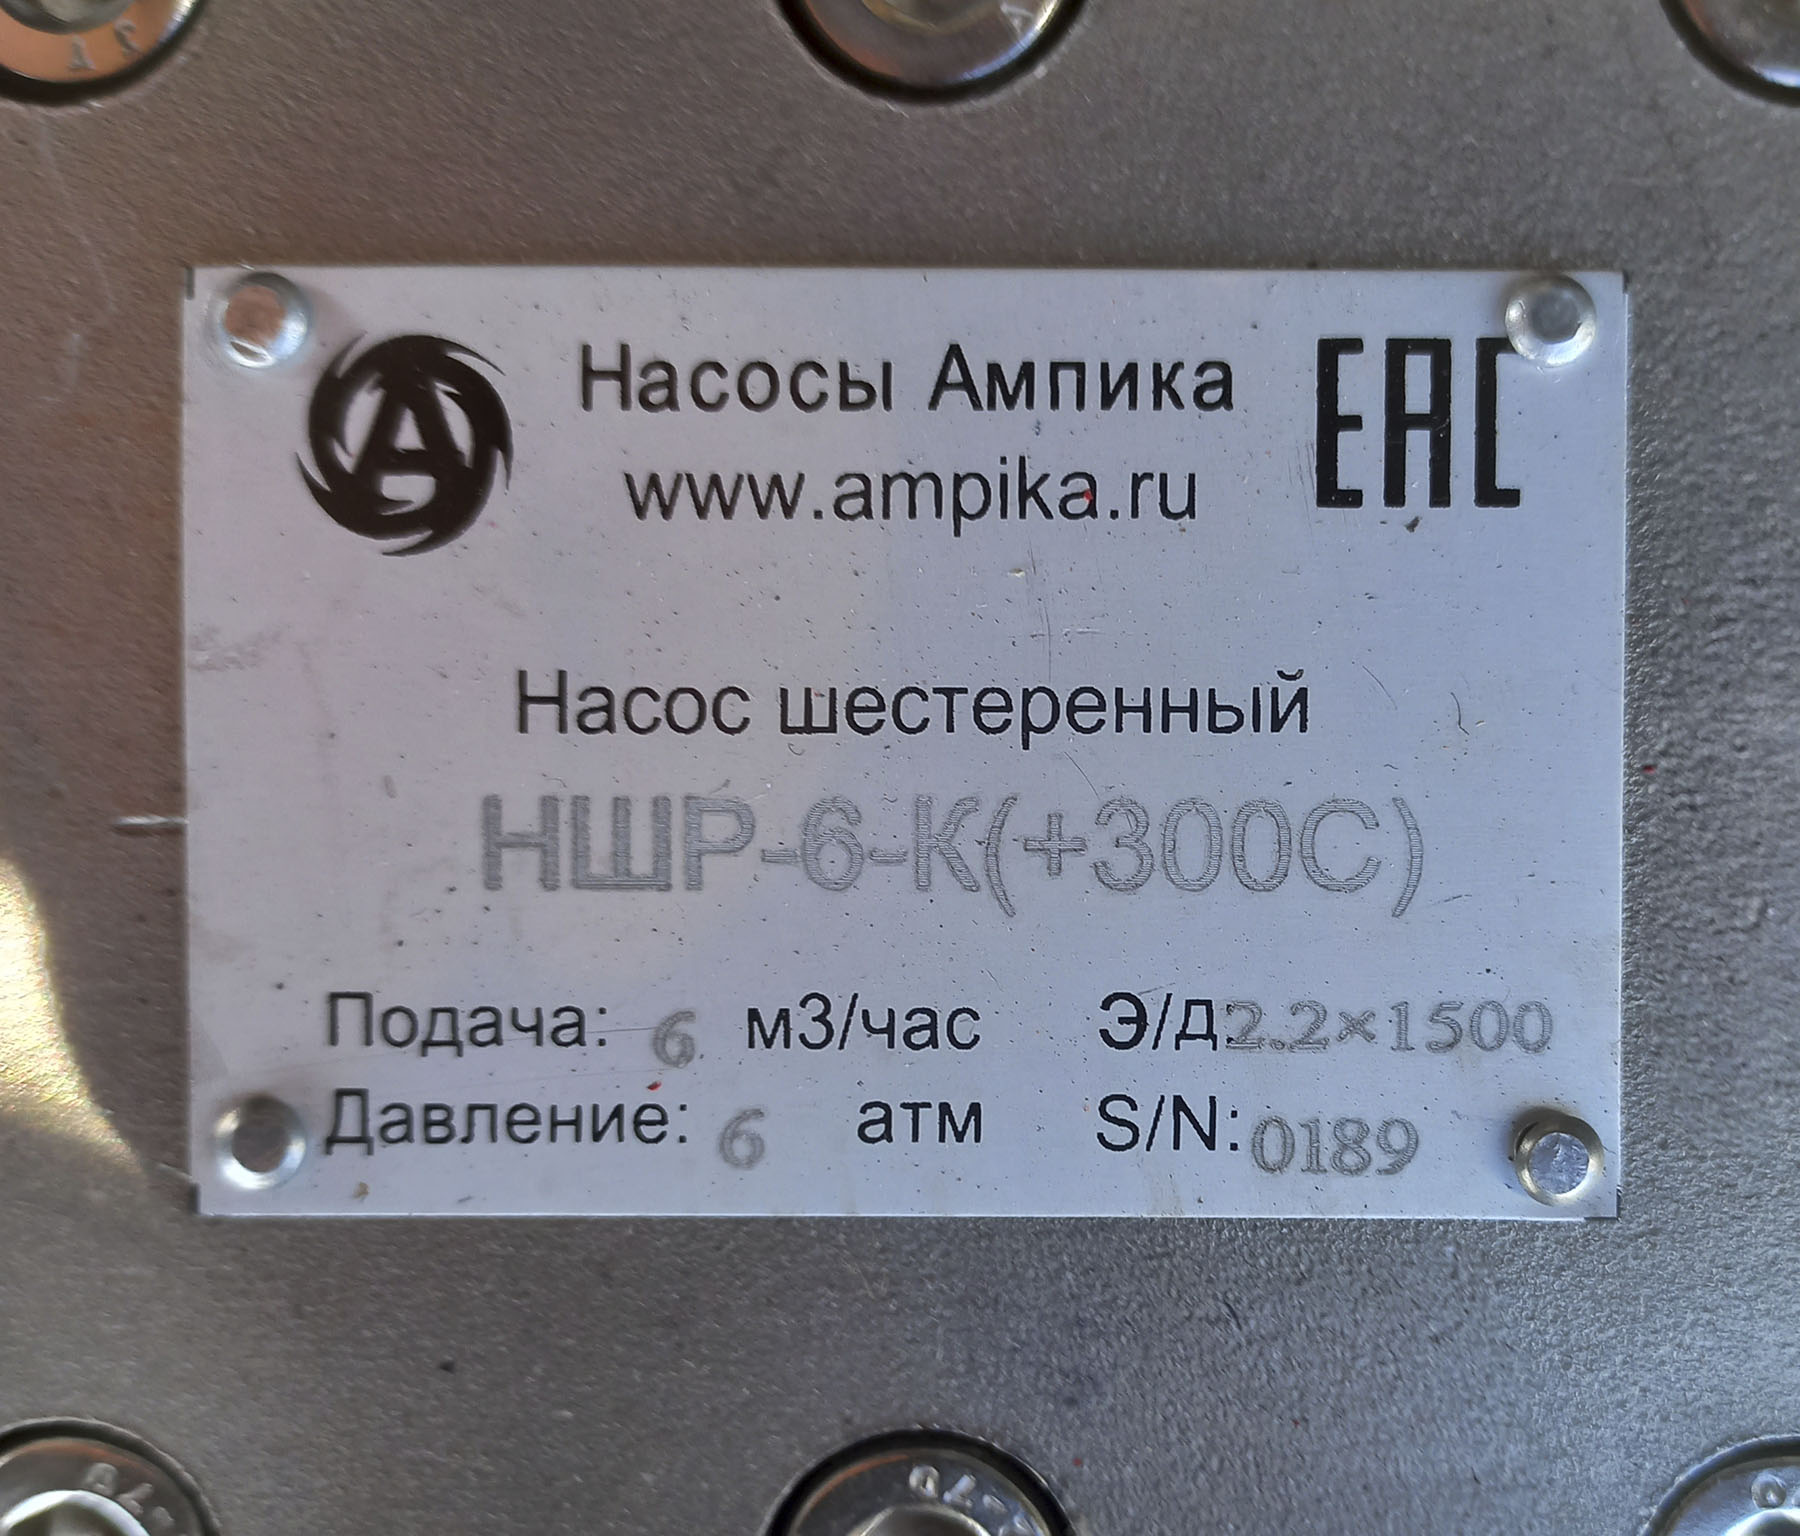 Насосы Ампика
ЕАС
www.ampika.ru
Насос шестеренный
НШР-6-К(+300С)
Подача: 6 м3/час Э/д:2.2×1500
Давление: 6 атм S/N:0189